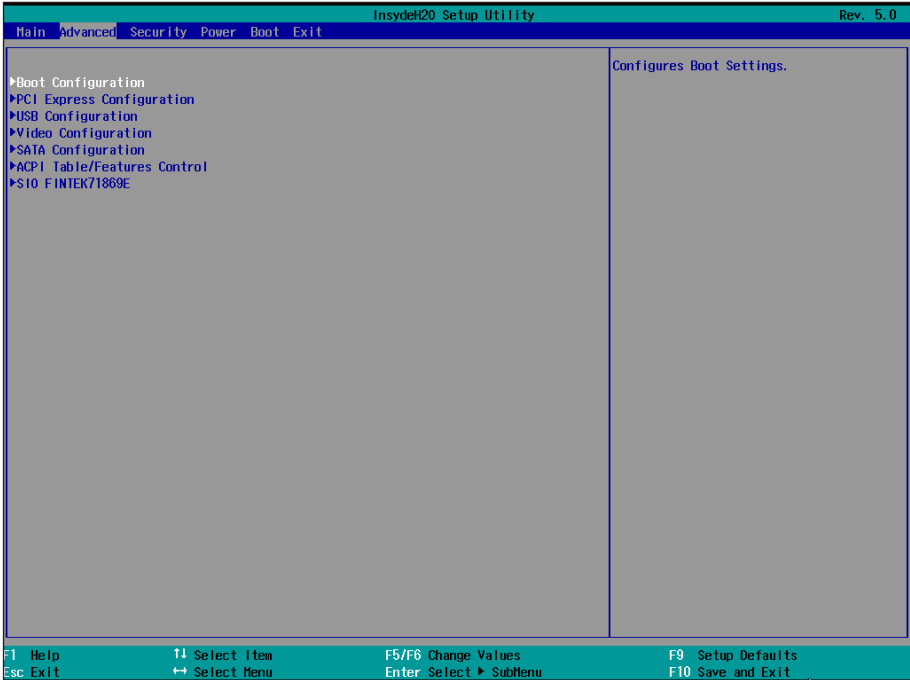 InsydeH20 Setup Utility Rev. 5.0
Main Advanced Security Power Boot Exit
Configures Boot Settings.
▶Boot Configuration
▶PCI Express Configuration
▶USB Configuration
▶Video Configuration
▶SATA Configuration
▶ACPI Table/Features Control
▶SIO FINTEK71869E
F1 Help ↑↓ Select Item F5/F6 Change Values F9 Setup Defaults
Esc Exit ↔ Select Menu Enter Select ▶ SubMenu F10 Save and Exit